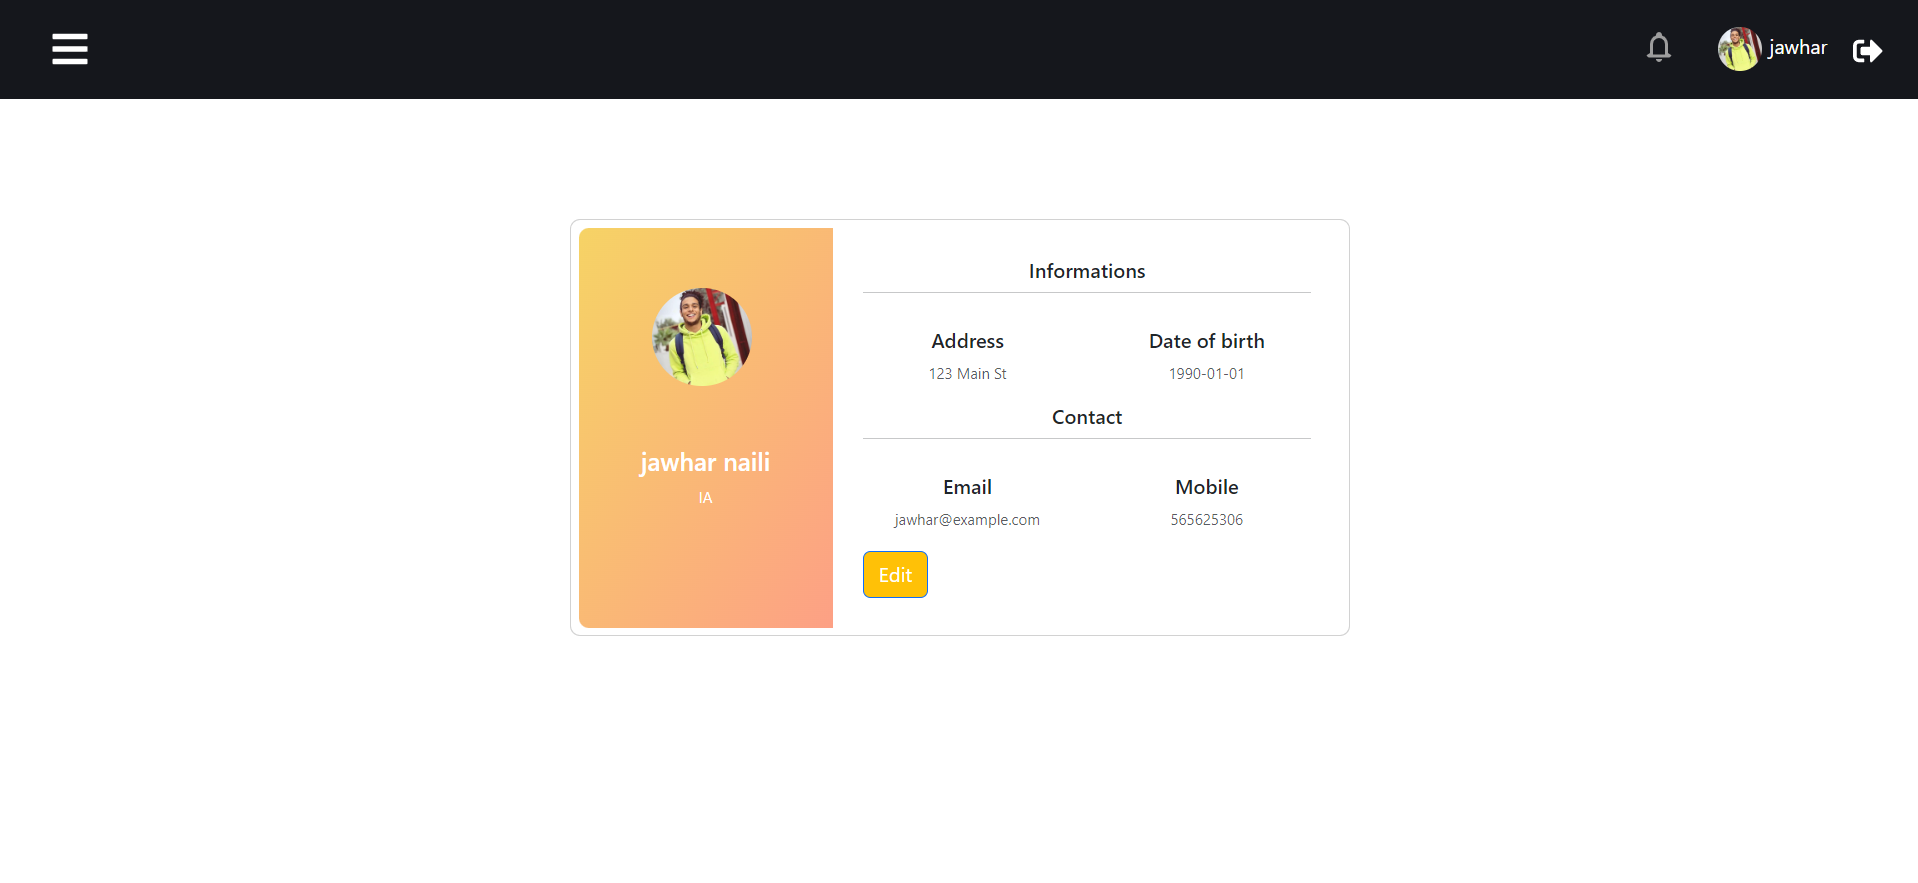 jawhar
Informations
Address
Date of birth
123 Main St
1990-01-01
jawhar naili
IA
Contact
Email
Mobile
jawhar@example.com
565625306
Edit